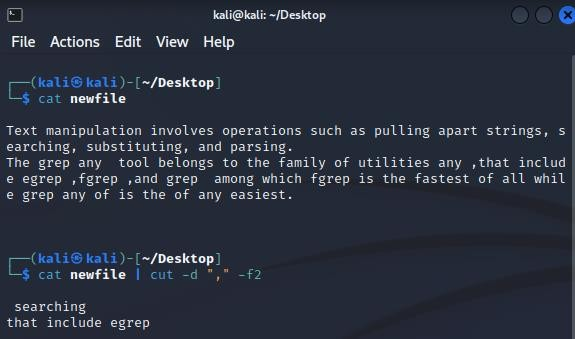 kali@kali: ~/Desktop
File Actions Edit View Help
┌──(kali㉿kali)-[~/Desktop]
└─$ cat newfile
Text manipulation involves operations such as pulling apart strings, s
earching, substituting, and parsing.
The grep any  tool belongs to the family of utilities any ,that includ
e egrep ,fgrep ,and grep  among which fgrep is the fastest of all whil
e grep any of is the of any easiest.
┌──(kali㉿kali)-[~/Desktop]
└─$ cat newfile | cut -d "," -f2
 searching
that include egrep